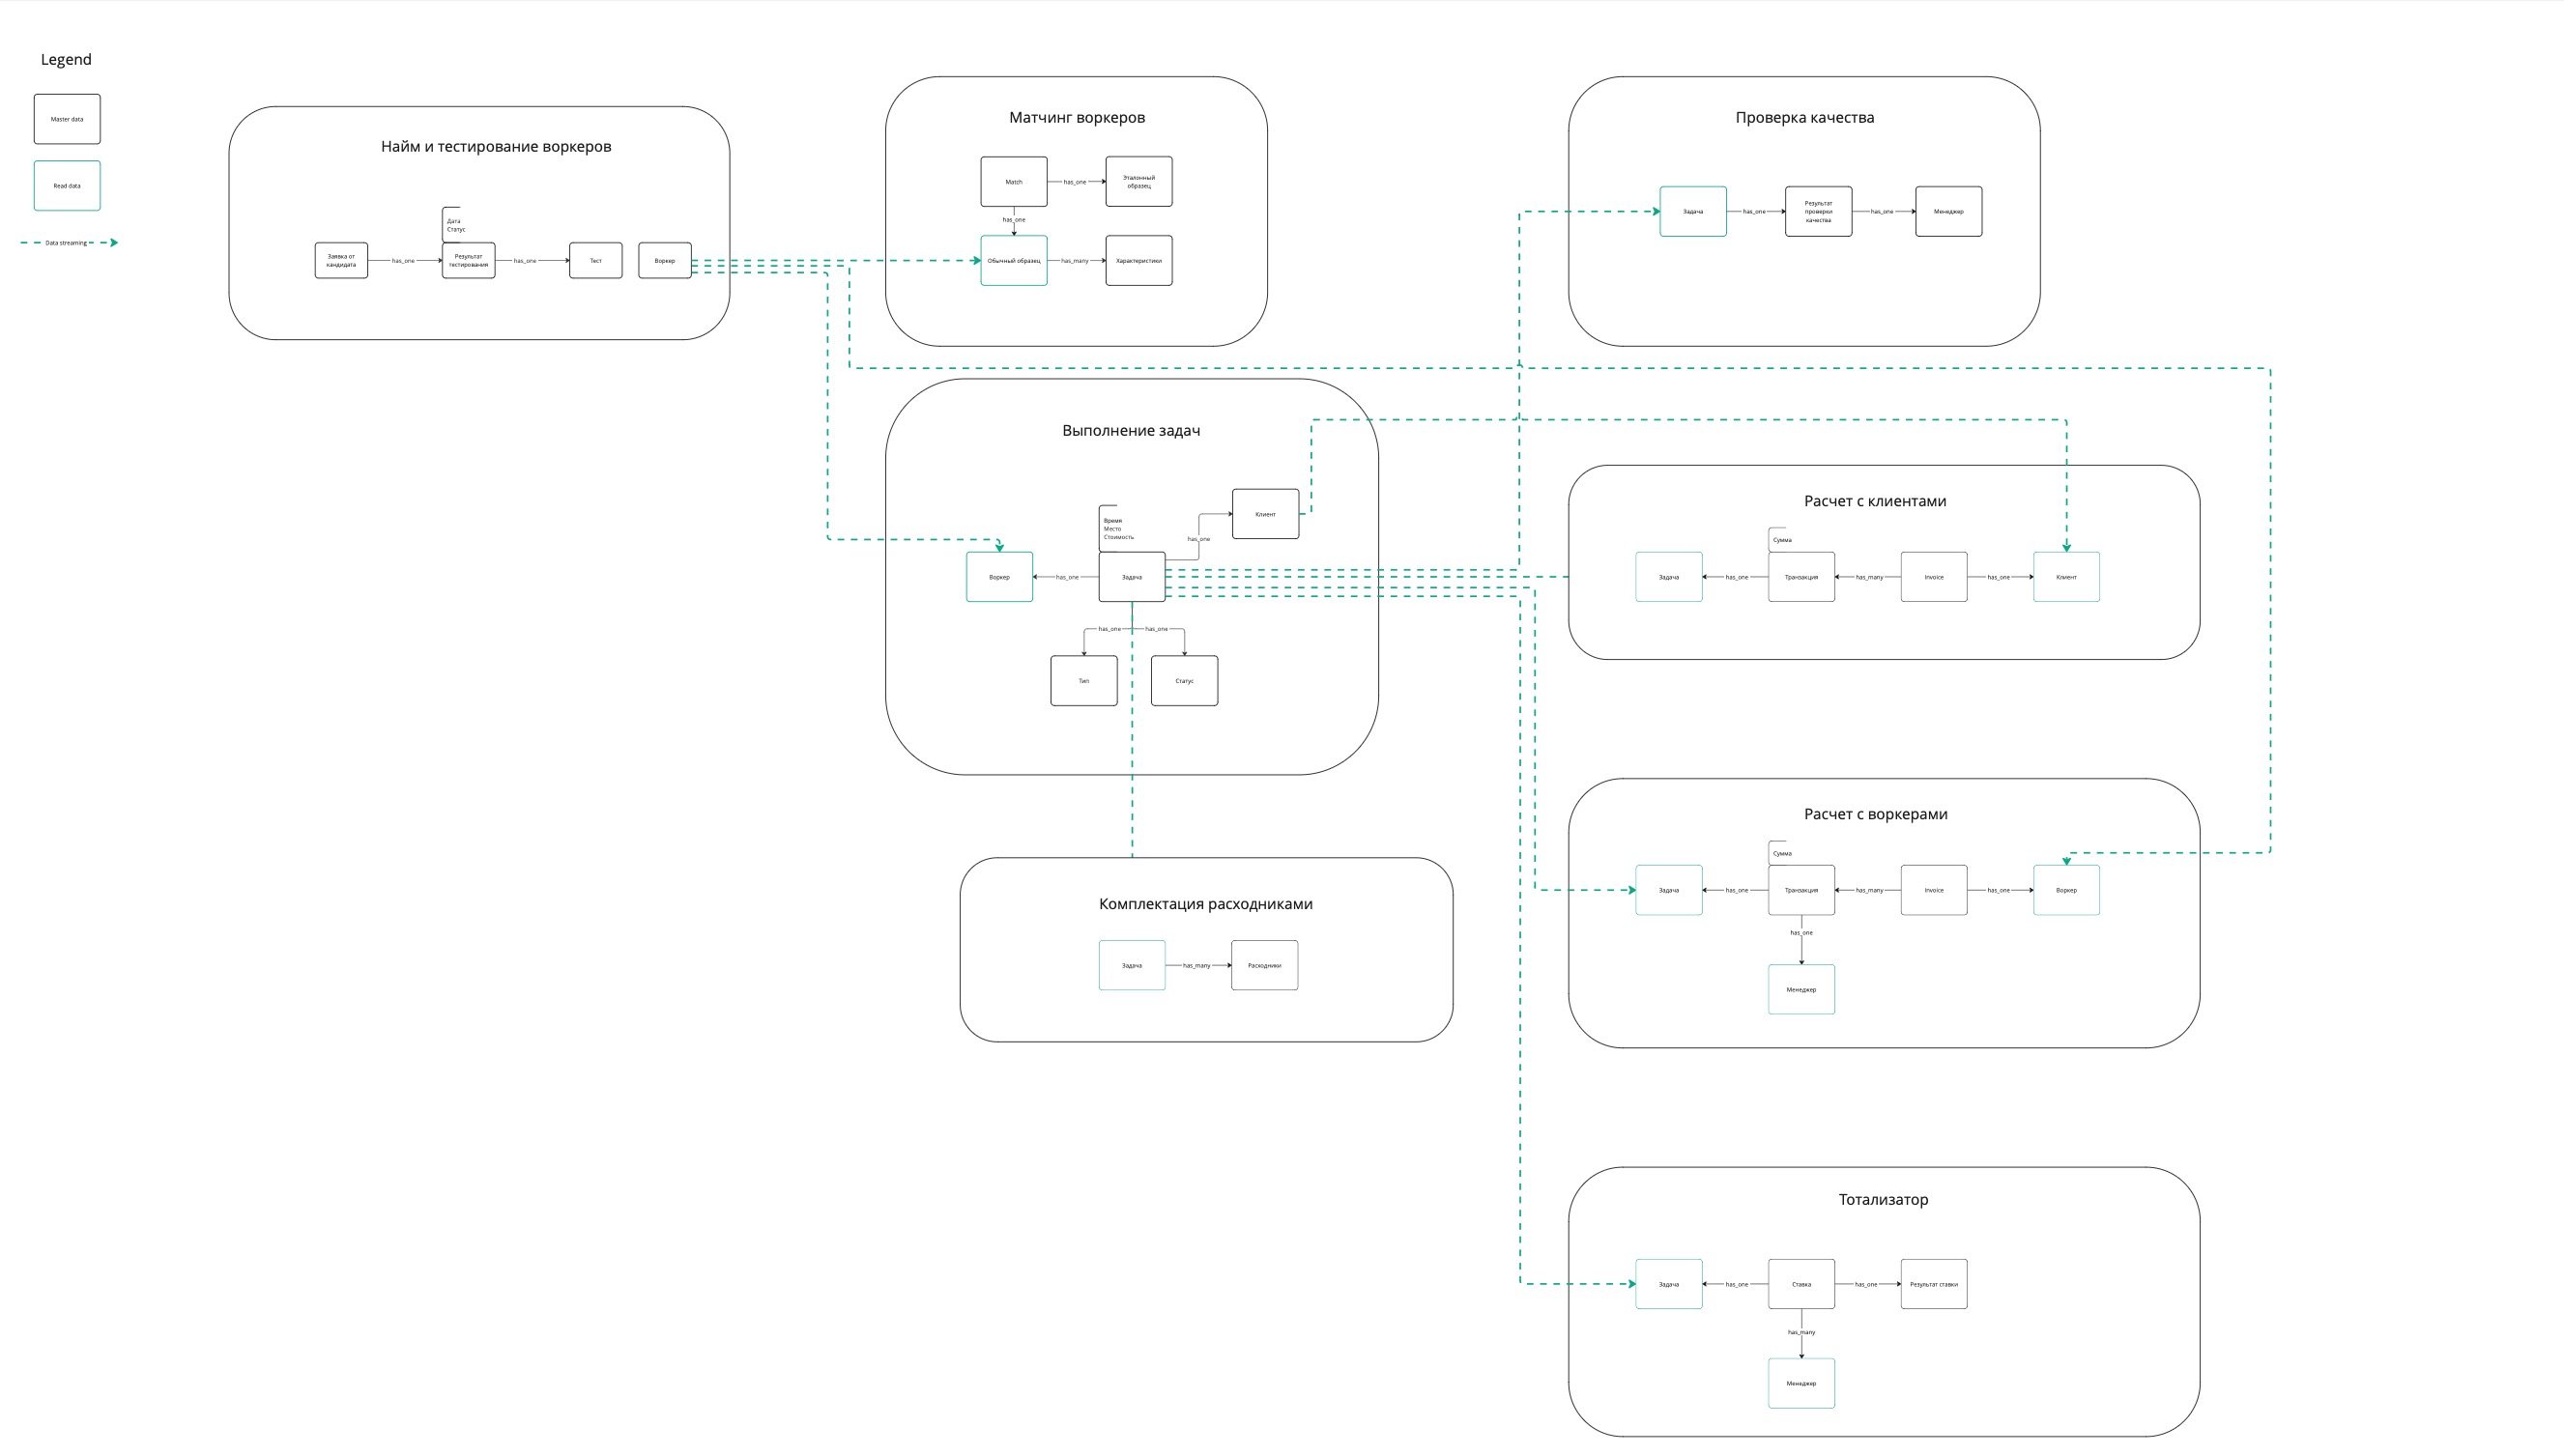 Legend
Master data
Read data
Data streaming
Найм и тестирование воркеров
Дата
Статус
Заявка от
кандидата
has_one
Результат
тестирования
has_one
Тест
Воркер
Матчинг воркеров
Match
has_one
Эталонный
образец
has_one
Обычный образец
has_many
Характеристики
Проверка качества
Задача
has_one
Результат
проверки
качества
has_one
Менеджер
Выполнение задач
Клиент
Время
Место
Стоимость
has_one
Воркер
has_one
Задача
has_one
has_one
Тип
Статус
Расчет с клиентами
Сумма
Задача
has_one
Транзакция
has_many
Invoice
has_one
Клиент
Комплектация расходниками
Задача
has_many
Расходники
Расчет с воркерами
Сумма
Задача
has_one
Транзакция
has_many
Invoice
has_one
Воркер
has_one
Менеджер
Тотализатор
Задача
has_one
Ставка
has_one
Результат ставки
has_many
Менеджер